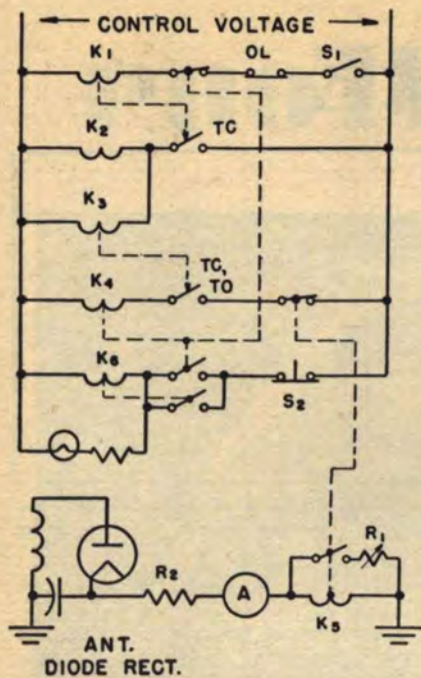 CONTROL VOLTAGE
K1 OL S1
K2 TC
K3
K4 TC, TO
K6 S2
R1
R2 A
K5
ANT.
DIODE RECT.